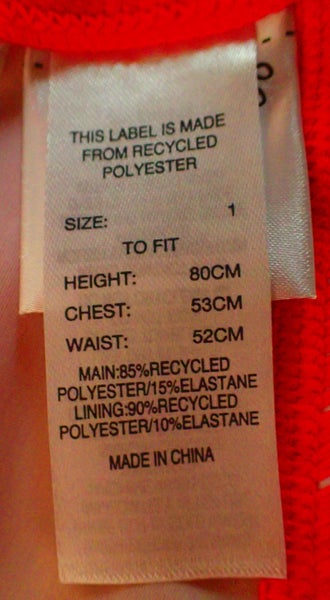 THIS LABEL IS MADE
FROM RECYCLED
POLYESTER
SIZE: 1
TO FIT
HEIGHT: 80CM
CHEST: 53CM
WAIST: 52CM
MAIN:85%RECYCLED
POLYESTER/15%ELASTANE
LINING:90%RECYCLED
POLYESTER/10%ELASTANE
MADE IN CHINA